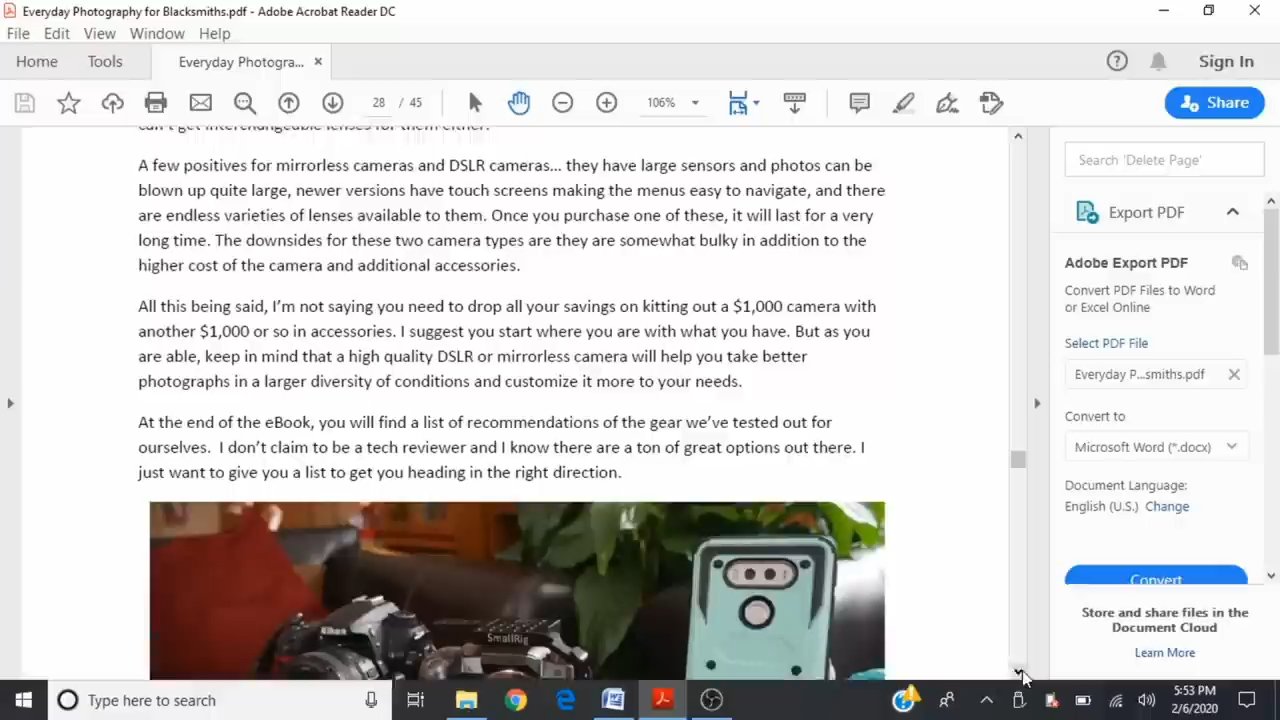 Everyday Photography for Blacksmiths.pdf - Adobe Acrobat Reader DC
File Edit View Window Help
Home Tools Everyday Photogra... × Sign In
28 / 45 106% Share
can't get interchangeable lenses for them either.
A few positives for mirrorless cameras and DSLR cameras... they have large sensors and photos can be
blown up quite large, newer versions have touch screens making the menus easy to navigate, and there
are endless varieties of lenses available to them. Once you purchase one of these, it will last for a very
long time. The downsides for these two camera types are they are somewhat bulky in addition to the
higher cost of the camera and additional accessories.
All this being said, I'm not saying you need to drop all your savings on kitting out a $1,000 camera with
another $1,000 or so in accessories. I suggest you start where you are with what you have. But as you
are able, keep in mind that a high quality DSLR or mirrorless camera will help you take better
photographs in a larger diversity of conditions and customize it more to your needs.
At the end of the eBook, you will find a list of recommendations of the gear we've tested out for
ourselves.  I don't claim to be a tech reviewer and I know there are a ton of great options out there. I
just want to give you a list to get you heading in the right direction.
Nikon
SmallRig
Search 'Delete Page'
Export PDF
Adobe Export PDF
Convert PDF Files to Word
or Excel Online
Select PDF File
Everyday P...smiths.pdf
Convert to
Microsoft Word (*.docx)
Document Language:
English (U.S.) Change
Convert
Store and share files in the
Document Cloud
Learn More
Type here to search
5:53 PM
2/6/2020